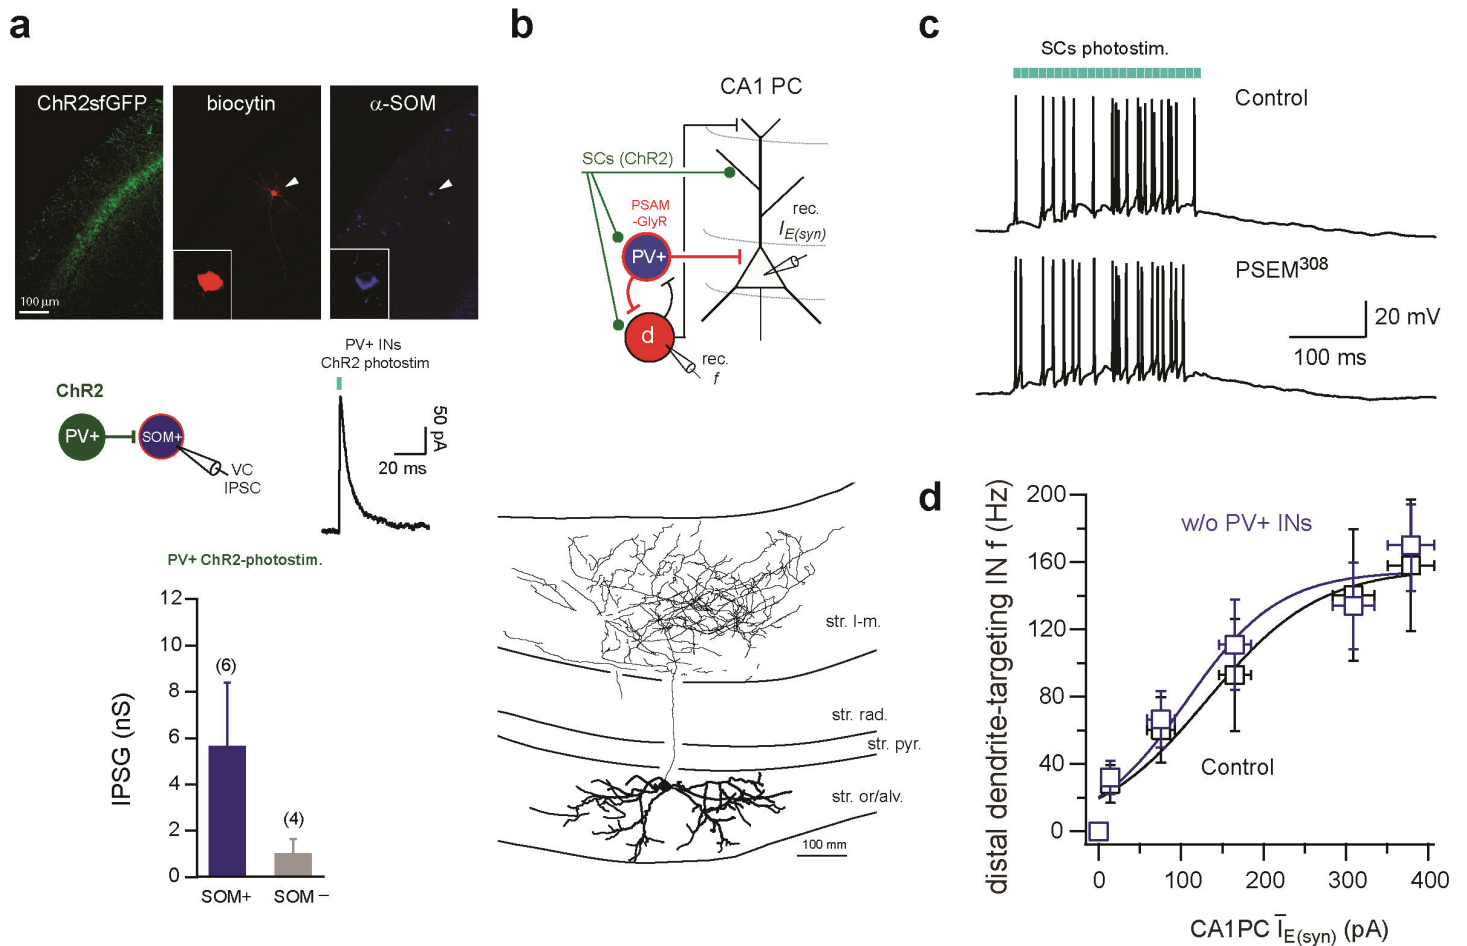 a
ChR2sfGFP
biocytin
α-SOM
100 μm
PV+ INs
ChR2 photostim
50 pA
20 ms
ChR2
PV+
SOM+
VC
IPSC
PV+ ChR2-photostim.
IPSG (nS)
12
10
8
6
4
2
0
(6)
(4)
SOM+
SOM –
b
CA1 PC
SCs (ChR2)
PSAM
-GlyR
rec.
I_E(syn)
PV+
d
rec.
f
str. l-m.
str. rad.
str. pyr.
str. or/alv.
100 mm
c
SCs photostim.
Control
PSEM³⁰⁸
20 mV
100 ms
d
distal dendrite-targeting IN f (Hz)
200
160
120
80
40
0
w/o PV+ INs
Control
0
100
200
300
400
CA1PC I̅_E(syn) (pA)